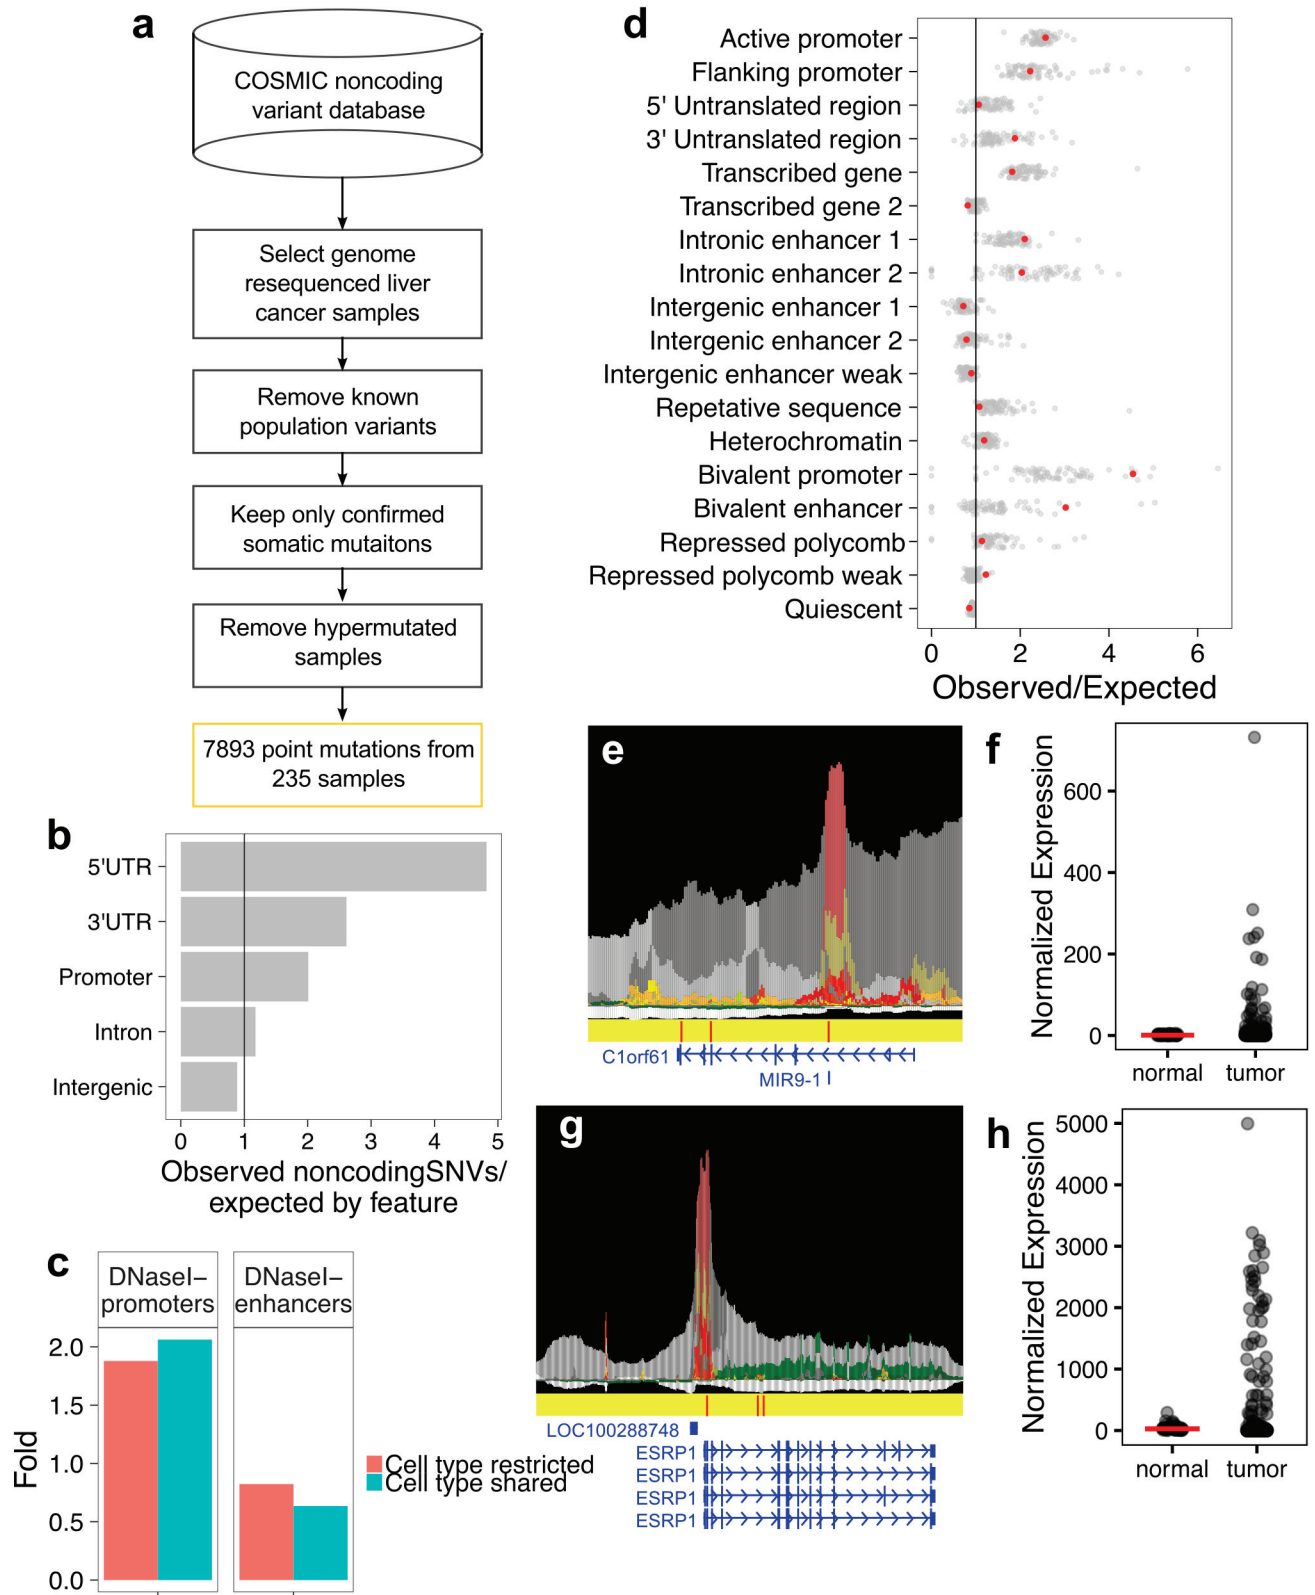 a
COSMIC noncoding
variant database
Select genome
resequenced liver
cancer samples
Remove known
population variants
Keep only confirmed
somatic mutaitons
Remove hypermutated
samples
7893 point mutations from
235 samples
b
5'UTR
3'UTR
Promoter
Intron
Intergenic
0 1 2 3 4 5
Observed noncodingSNVs/
expected by feature
c
DNaseI–
promoters
DNaseI–
enhancers
Fold
2.0
1.5
1.0
0.5
0.0
Cell type restricted
Cell type shared
d
Active promoter
Flanking promoter
5' Untranslated region
3' Untranslated region
Transcribed gene
Transcribed gene 2
Intronic enhancer 1
Intronic enhancer 2
Intergenic enhancer 1
Intergenic enhancer 2
Intergenic enhancer weak
Repetative sequence
Heterochromatin
Bivalent promoter
Bivalent enhancer
Repressed polycomb
Repressed polycomb weak
Quiescent
0 2 4 6
Observed/Expected
e
C1orf61
MIR9-1
f
Normalized Expression
600
400
200
0
normal tumor
g
LOC100288748
ESRP1
ESRP1
ESRP1
ESRP1
h
Normalized Expression
5000
4000
3000
2000
1000
0
normal tumor